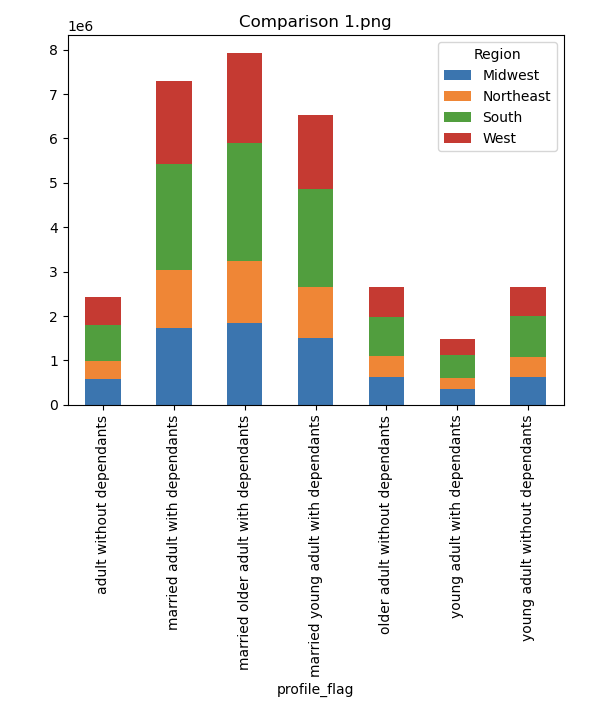 Comparison 1.png
1e6
8
7
6
5
4
3
2
1
0
Region
Midwest
Northeast
South
West
adult without dependants
married adult with dependants
married older adult with dependants
married young adult with dependants
older adult without dependants
young adult with dependants
young adult without dependants
profile_flag